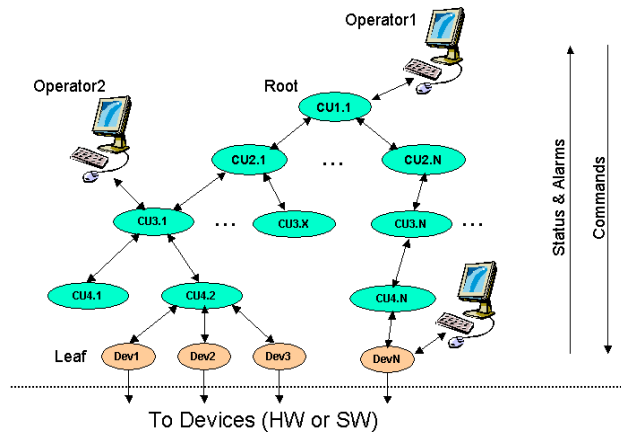 Operator1
Operator2
Root
CU1.1
CU2.1
...
CU2.N
CU3.1
...
CU3.X
CU3.N
...
CU4.1
CU4.2
CU4.N
Leaf
Dev1
Dev2
Dev3
DevN
To Devices (HW or SW)
Status & Alarms
Commands